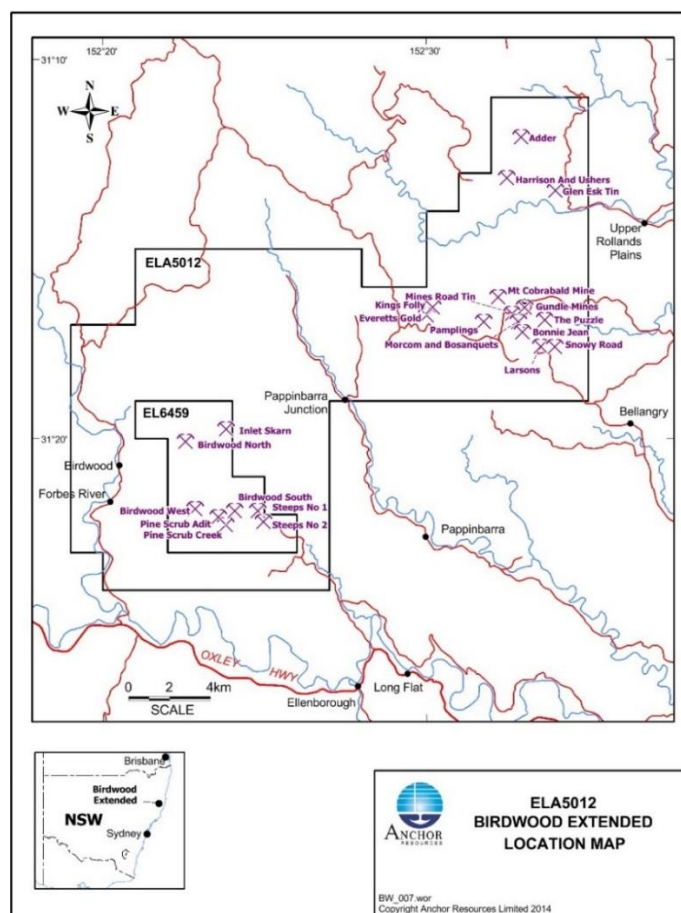 152°20'
152°30'
31°10'
N
W E
S
Adder
Harrison And Ushers
Glen Esk Tin
Upper
Rollands
Plains
ELA5012
Mt Cobrabald Mine
Mines Road Tin
Gundle Mines
Kings Folly
The Puzzle
Everetts Gold
Pamplings
Bonnie Jean
Morcom and Bosanquets
Snowy Road
Larsons
Pappinbarra
Junction
EL6459
Bellangry
Inlet Skarn
31°20'
Birdwood North
Birdwood
Forbes River
Birdwood South
Birdwood West
Steeps No 1
Pine Scrub Adit
Steeps No 2
Pine Scrub Creek
Pappinbarra
OXLEY HWY
0 2 4km
SCALE
Long Flat
Ellenborough
Brisbane
Birdwood
Extended
NSW
Sydney
ANCHOR
RESOURCES
ELA5012
BIRDWOOD EXTENDED
LOCATION MAP
BW_007.wor
Copyright Anchor Resources Limited 2014